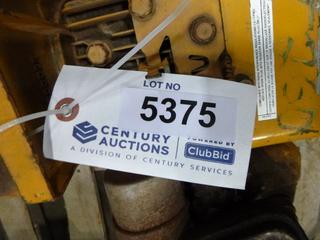 LOT NO
5375
CENTURY
AUCTIONS
A DIVISION OF CENTURY SERVICES
POWERED BY
ClubBid